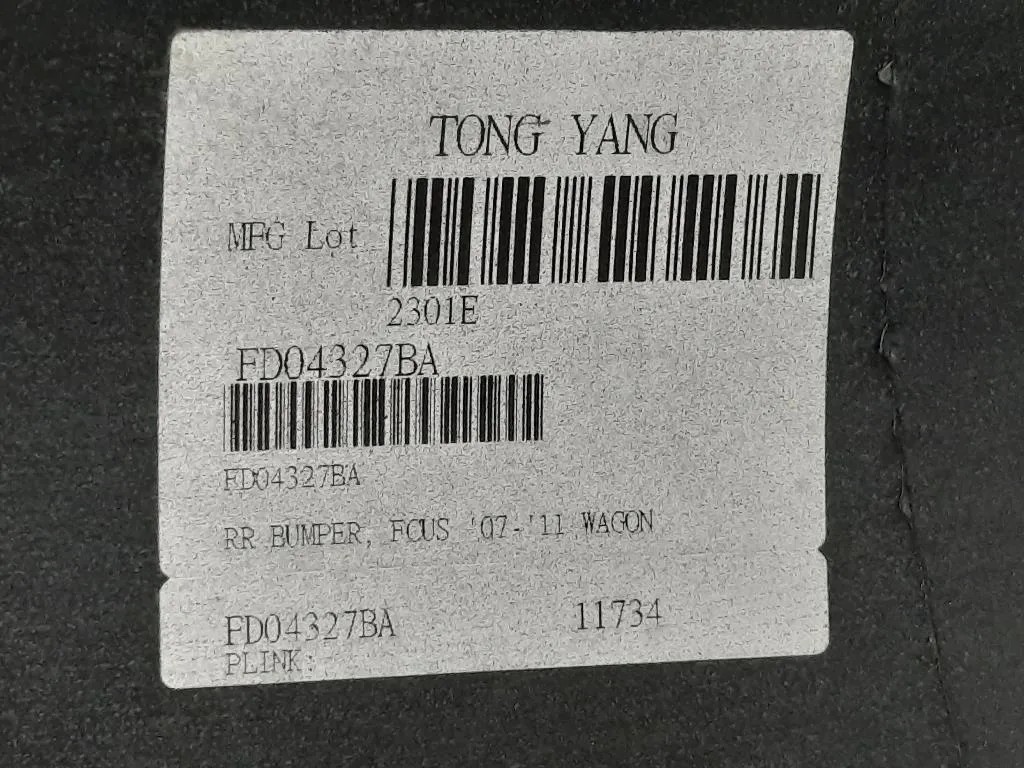 TONG YANG
MFG Lot
2301E
FD04327BA
FD04327BA
RR BUMPER, FCUS '07-'11 WAGON
FD04327BA 11734
PLINK: